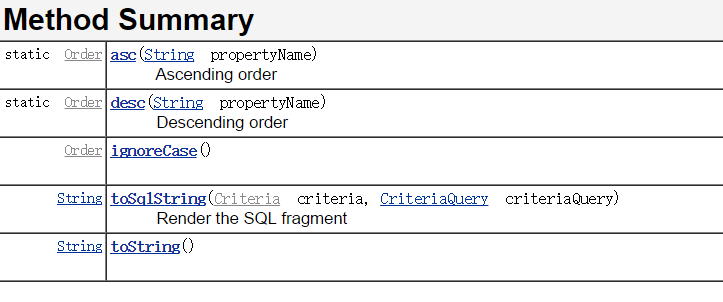 Method Summary
static Order asc(String propertyName)
Ascending order
static Order desc(String propertyName)
Descending order
Order ignoreCase()
String toSqlString(Criteria criteria, CriteriaQuery criteriaQuery)
Render the SQL fragment
String toString()